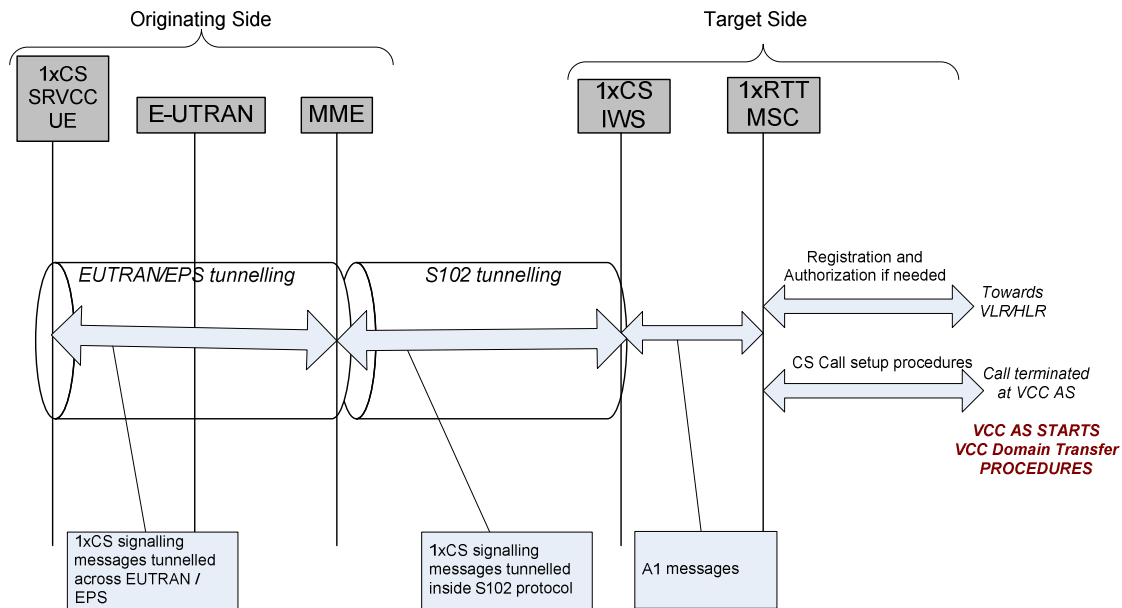 Originating Side
Target Side
1xCS
SRVCC
UE
E-UTRAN
MME
1xCS
IWS
1xRTT
MSC
EUTRAN/EPS tunnelling
S102 tunnelling
Registration and
Authorization if needed
Towards
VLR/HLR
CS Call setup procedures
Call terminated
at VCC AS
VCC AS STARTS
VCC Domain Transfer
PROCEDURES
1xCS signalling
messages tunnelled
across EUTRAN /
EPS
1xCS signalling
messages tunnelled
inside S102 protocol
A1 messages